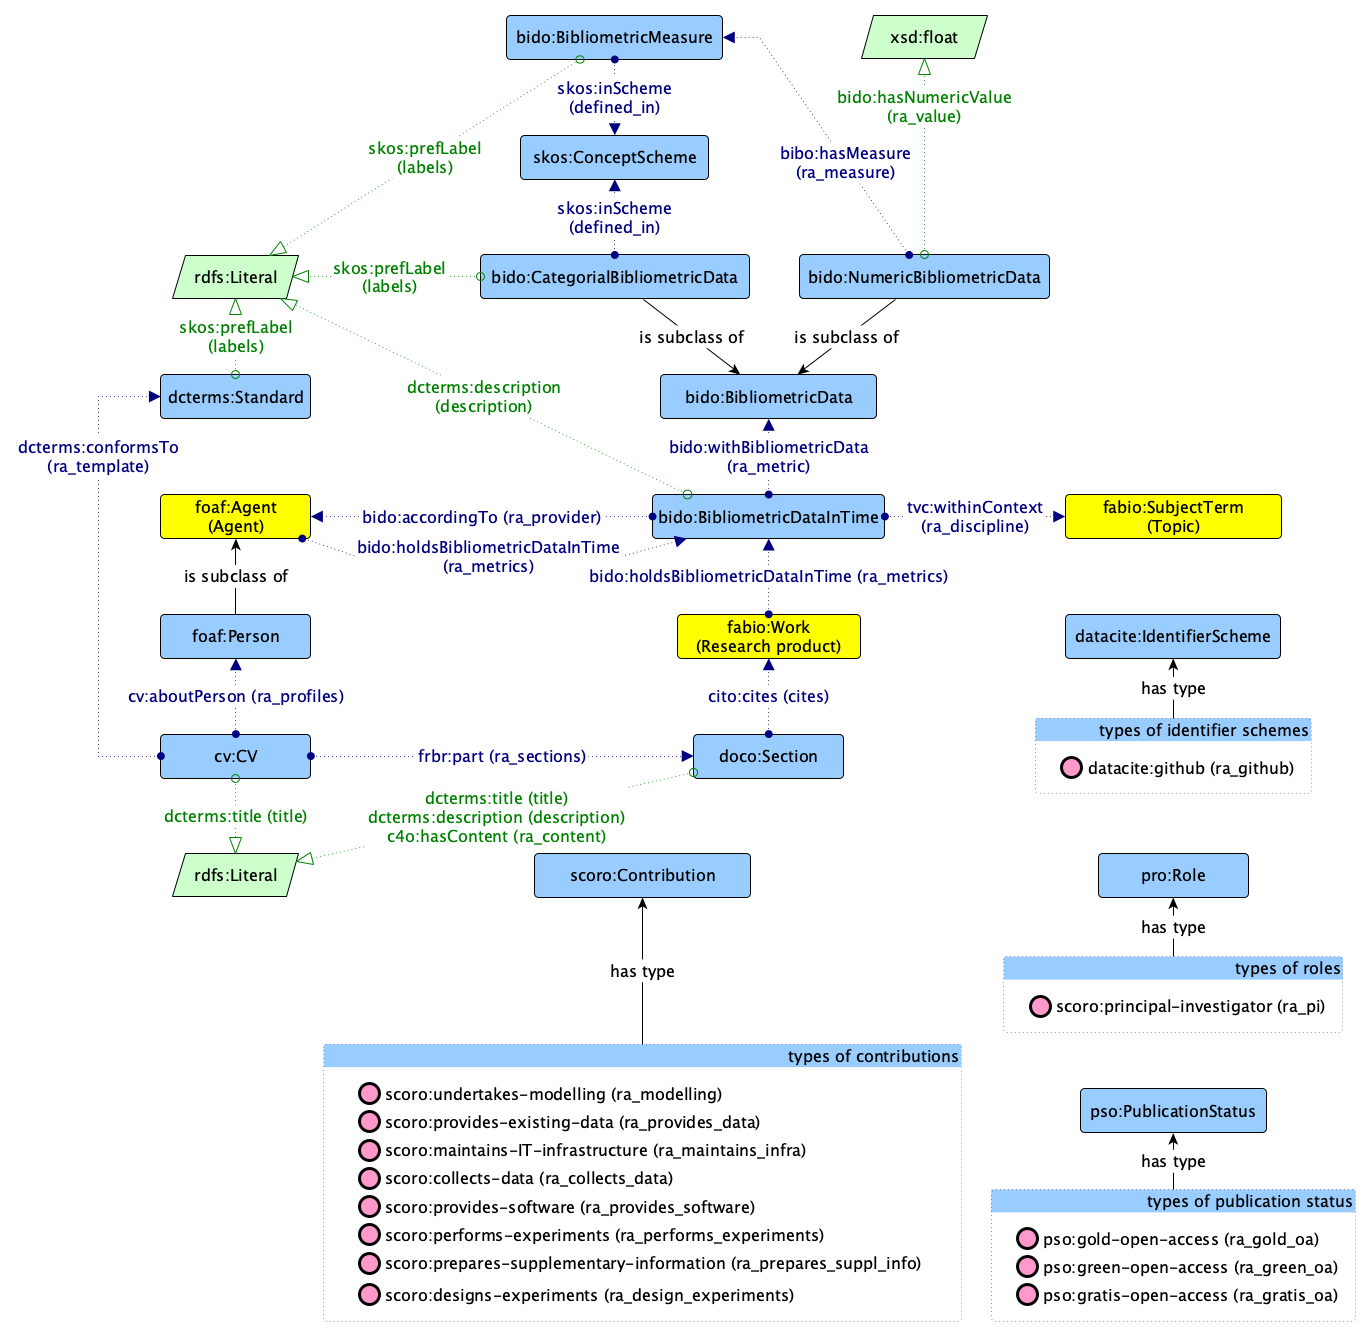 bido:BibliometricMeasure
xsd:float
skos:inScheme
(defined_in)
bido:hasNumericValue
(ra_value)
skos:prefLabel
(labels)
skos:ConceptScheme
bibo:hasMeasure
(ra_measure)
skos:inScheme
(defined_in)
rdfs:Literal
skos:prefLabel
(labels)
bido:CategorialBibliometricData
bido:NumericBibliometricData
skos:prefLabel
(labels)
is subclass of
is subclass of
dcterms:Standard
dcterms:description
(description)
bido:BibliometricData
dcterms:conformsTo
(ra_template)
bido:withBibliometricData
(ra_metric)
foaf:Agent
(Agent)
bido:accordingTo (ra_provider)
bido:BibliometricDataInTime
tvc:withinContext
(ra_discipline)
fabio:SubjectTerm
(Topic)
bido:holdsBibliometricDataInTime
(ra_metrics)
is subclass of
bido:holdsBibliometricDataInTime (ra_metrics)
foaf:Person
fabio:Work
(Research product)
datacite:IdentifierScheme
cv:aboutPerson (ra_profiles)
cito:cites (cites)
has type
types of identifier schemes
datacite:github (ra_github)
cv:CV
frbr:part (ra_sections)
doco:Section
dcterms:title (title)
dcterms:title (title)
dcterms:description (description)
c4o:hasContent (ra_content)
rdfs:Literal
scoro:Contribution
pro:Role
has type
has type
types of roles
scoro:principal-investigator (ra_pi)
types of contributions
scoro:undertakes-modelling (ra_modelling)
scoro:provides-existing-data (ra_provides_data)
scoro:maintains-IT-infrastructure (ra_maintains_infra)
scoro:collects-data (ra_collects_data)
scoro:provides-software (ra_provides_software)
scoro:performs-experiments (ra_performs_experiments)
scoro:prepares-supplementary-information (ra_prepares_suppl_info)
scoro:designs-experiments (ra_design_experiments)
pso:PublicationStatus
has type
types of publication status
pso:gold-open-access (ra_gold_oa)
pso:green-open-access (ra_green_oa)
pso:gratis-open-access (ra_gratis_oa)